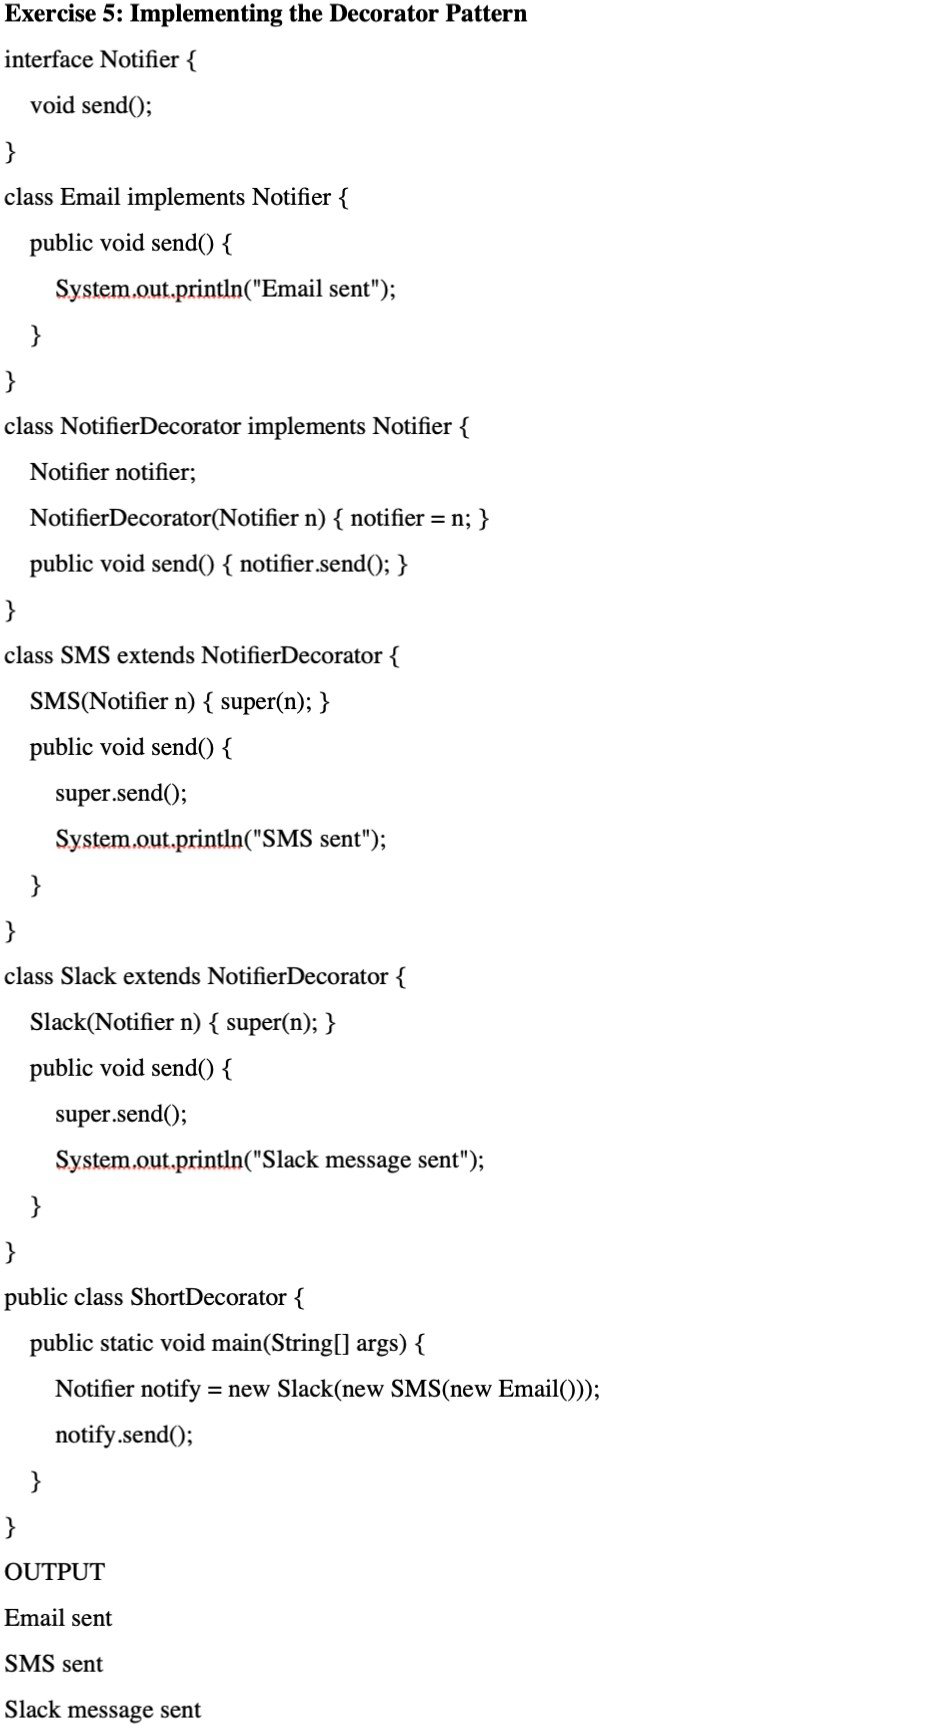 Exercise 5: Implementing the Decorator Pattern
interface Notifier {
void send();
}
class Email implements Notifier {
public void send() {
System.out.println("Email sent");
}
}
class NotifierDecorator implements Notifier {
Notifier notifier;
NotifierDecorator(Notifier n) { notifier = n; }
public void send() { notifier.send(); }
}
class SMS extends NotifierDecorator {
SMS(Notifier n) { super(n); }
public void send() {
super.send();
System.out.println("SMS sent");
}
}
class Slack extends NotifierDecorator {
Slack(Notifier n) { super(n); }
public void send() {
super.send();
System.out.println("Slack message sent");
}
}
public class ShortDecorator {
public static void main(String[] args) {
Notifier notify = new Slack(new SMS(new Email()));
notify.send();
}
}
OUTPUT
Email sent
SMS sent
Slack message sent